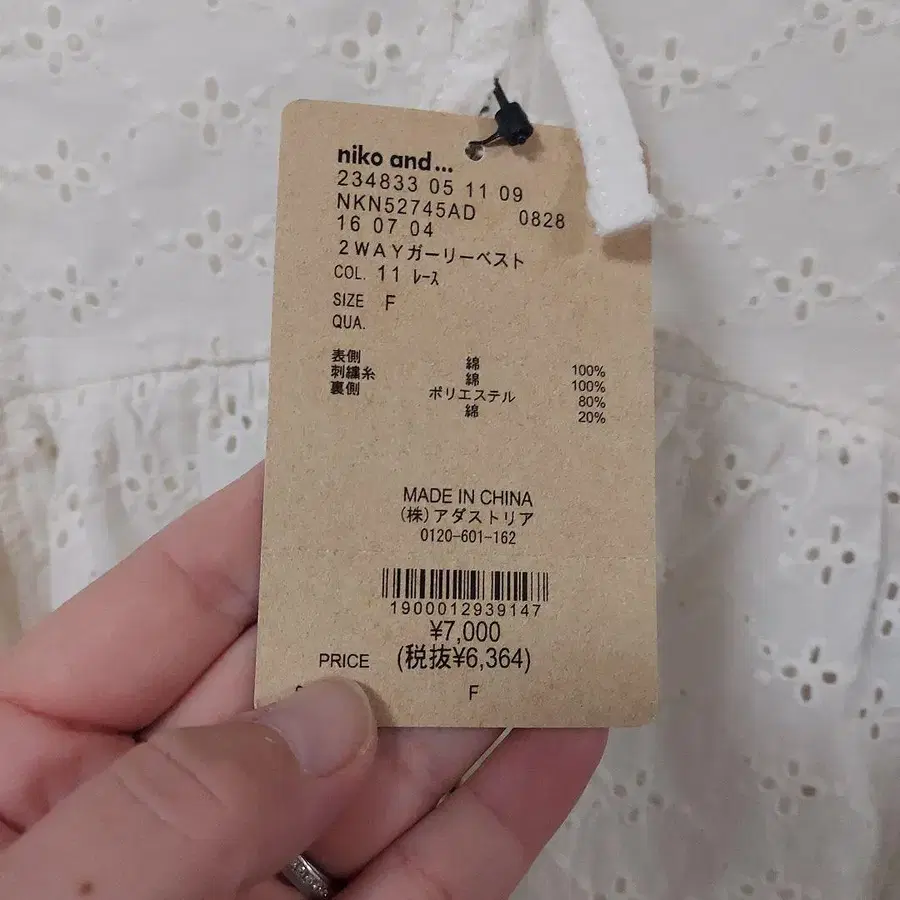 niko and...
234833 05 11 09
NKN52745AD 0828
16 07 04
2WAYガーリーベスト
COL. 11 レース
SIZE F
QUA.
表側 綿 100%
刺繍糸 綿 100%
裏側 ポリエステル 80%
綿 20%
MADE IN CHINA
(株)アダストリア
0120-601-162
1900012939147
¥7,000
PRICE (税抜¥6,364)
F